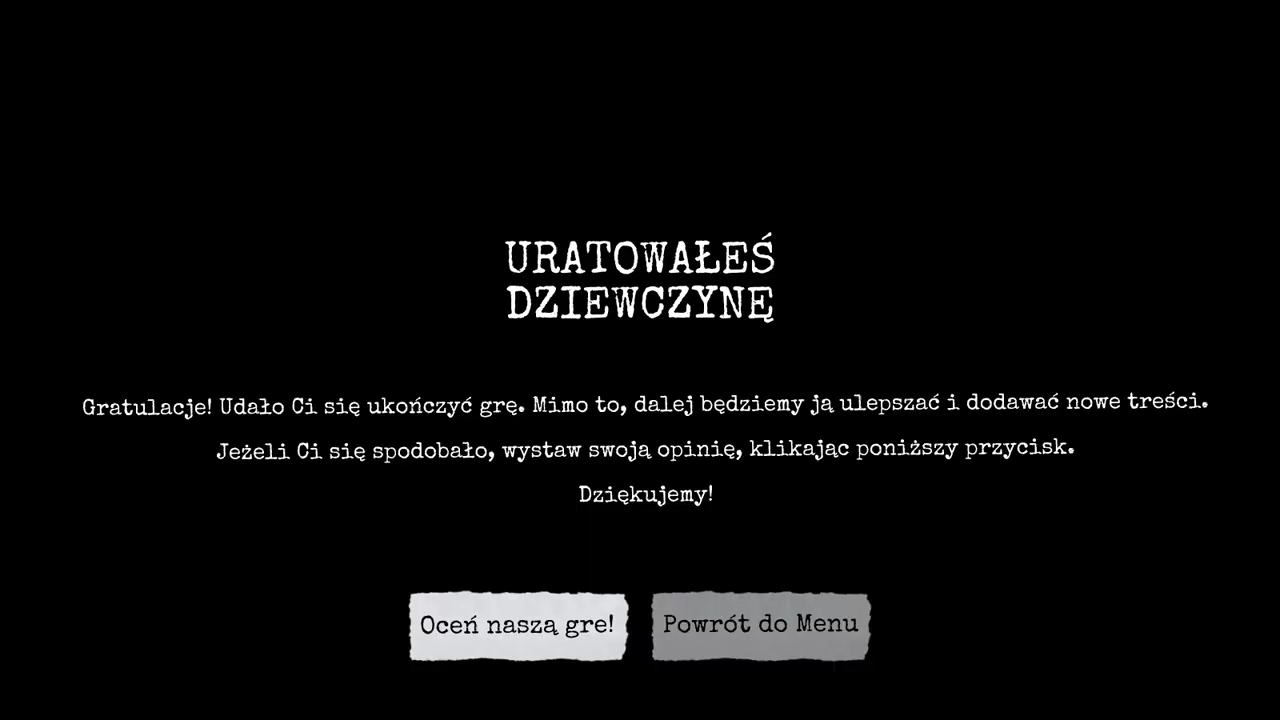 URATOWAŁEŚ
DZIEWCZYNĘ
Gratulacje! Udało Ci się ukończyć grę. Mimo to, dalej będziemy ją ulepszać i dodawać nowe treści.
Jeżeli Ci się spodobało, wystaw swoją opinię, klikając poniższy przycisk.
Dziękujemy!
Oceń naszą gre!
Powrót do Menu